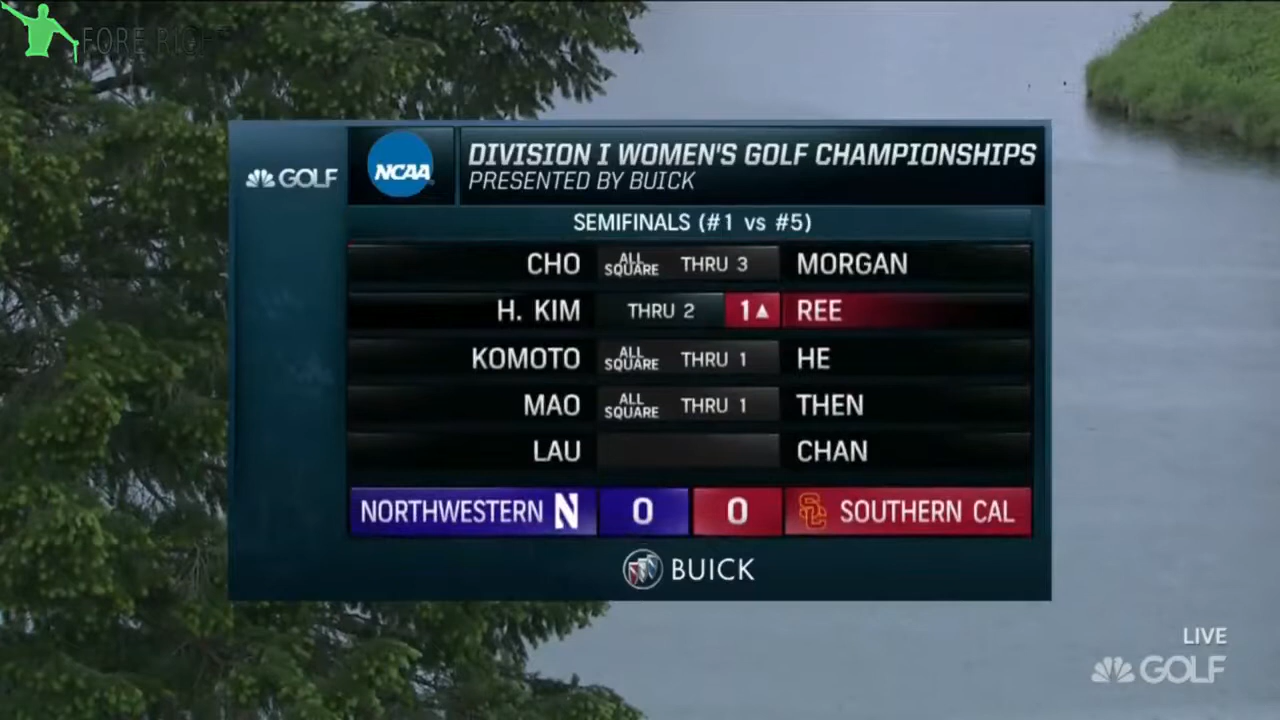 FORE RIGHT
GOLF
NCAA
DIVISION I WOMEN'S GOLF CHAMPIONSHIPS
PRESENTED BY BUICK
SEMIFINALS (#1 vs #5)
CHO ALL SQUARE THRU 3 MORGAN
H. KIM THRU 2 1▲ REE
KOMOTO ALL SQUARE THRU 1 HE
MAO ALL SQUARE THRU 1 THEN
LAU CHAN
NORTHWESTERN N 0 0 SC SOUTHERN CAL
BUICK
LIVE
GOLF